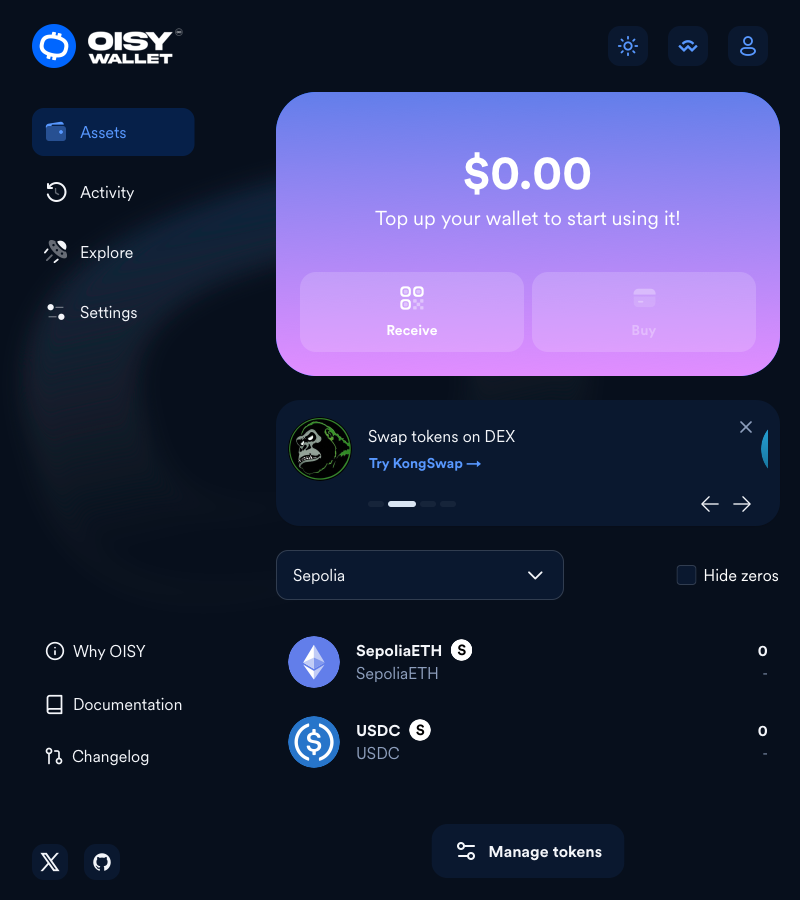 OISY
WALLET
Assets
Activity
Explore
Settings
$0.00
Top up your wallet to start using it!
Receive
Buy
Swap tokens on DEX
Try KongSwap →
Sepolia
Hide zeros
SepoliaETH S
0
SepoliaETH
-
USDC S
0
USDC
-
Why OISY
Documentation
Changelog
Manage tokens